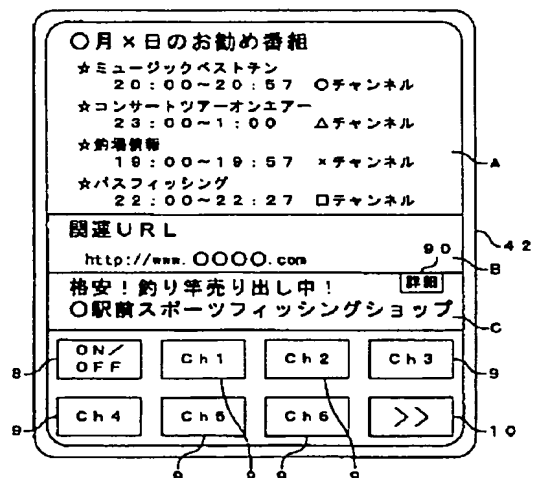 〇月×日のお勧め番組
☆ミュージックベストテン
20:00~20:57 〇チャンネル
☆コンサートツアーオンエアー
23:00~1:00 △チャンネル
☆釣場情報
19:00~19:57 ×チャンネル
☆バスフィッシング
22:00~22:27 □チャンネル
A
関連URL
42
http://www.〇〇〇〇.com
90
B
格安!釣り竿売り出し中!
詳細
〇駅前スポーツフィッシングショップ
C
8
ON/
OFF
Ch1
Ch2
Ch3
9
9
Ch4
Ch5
Ch6
>>
10
9
9
9
9